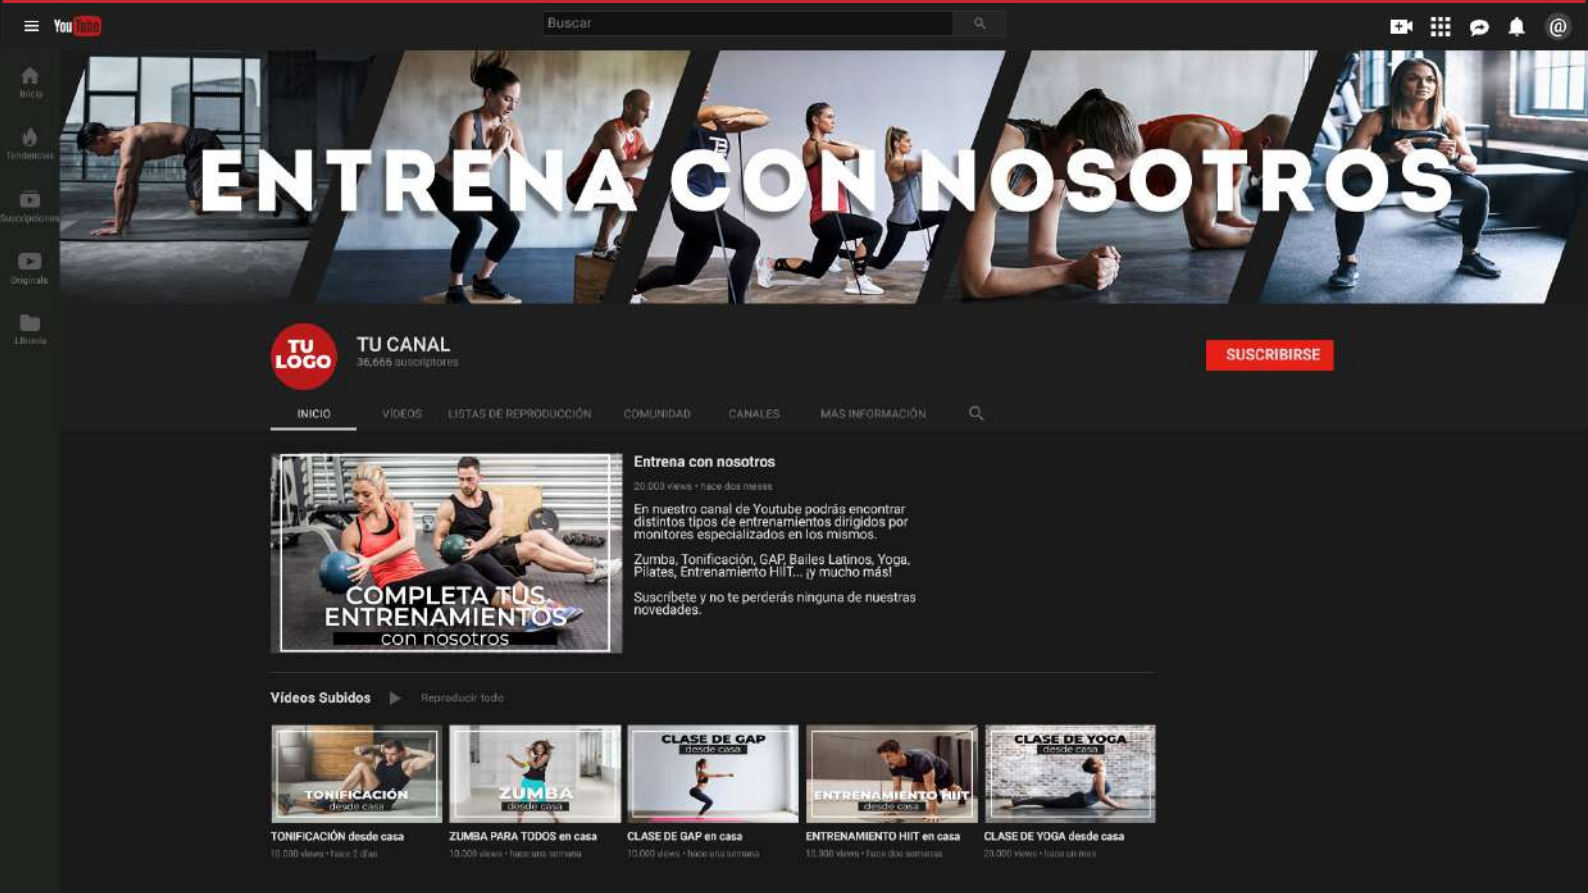 YouTube
Buscar
@
Inicio
Tendencias
Suscripciones
Originals
Librería
ENTRENA CON NOSOTROS
TU
LOGO
TU CANAL
36,666 suscriptores
SUSCRIBIRSE
INICIO
VÍDEOS
LISTAS DE REPRODUCCIÓN
COMUNIDAD
CANALES
MÁS INFORMACIÓN
COMPLETA TUS
ENTRENAMIENTOS
con nosotros
Entrena con nosotros
20.000 views • hace dos meses
En nuestro canal de Youtube podrás encontrar
distintos tipos de entrenamientos dirigidos por
monitores especializados en los mismos.
Zumba, Tonificación, GAP, Bailes Latinos, Yoga,
Pilates, Entrenamiento HIIT... ¡y mucho más!
Suscríbete y no te perderás ninguna de nuestras
novedades.
Vídeos Subidos
Reproducir todo
TONIFICACIÓN
desde casa
TONIFICACIÓN desde casa
10.000 views • hace 2 días
ZUMBA
desde casa
ZUMBA PARA TODOS en casa
10.000 views • hace una semana
CLASE DE GAP
desde casa
CLASE DE GAP en casa
10.000 views • hace una semana
ENTRENAMIENTO HIIT
desde casa
ENTRENAMIENTO HIIT en casa
10.000 views • hace dos semanas
CLASE DE YOGA
desde casa
CLASE DE YOGA desde casa
20.000 views • hace un mes